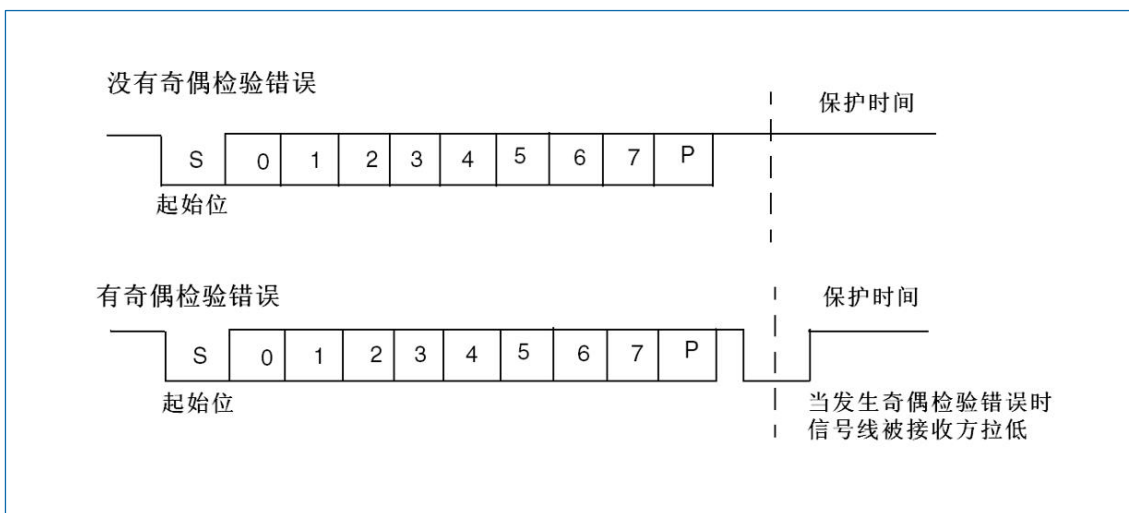 没有奇偶检验错误
保护时间
S 0 1 2 3 4 5 6 7 P
起始位
有奇偶检验错误
保护时间
S 0 1 2 3 4 5 6 7 P
起始位
当发生奇偶检验错误时
信号线被接收方拉低